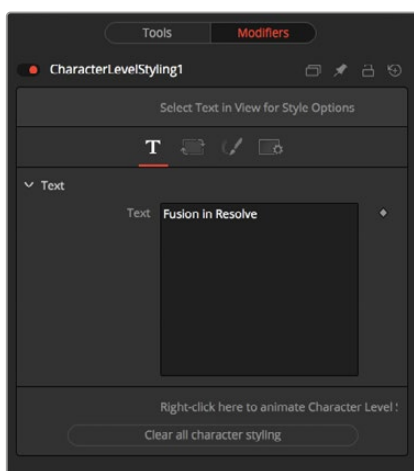 Tools Modifiers
CharacterLevelStyling1
Select Text in View for Style Options
T
Text
Text Fusion in Resolve
Right-click here to animate Character Level S
Clear all character styling